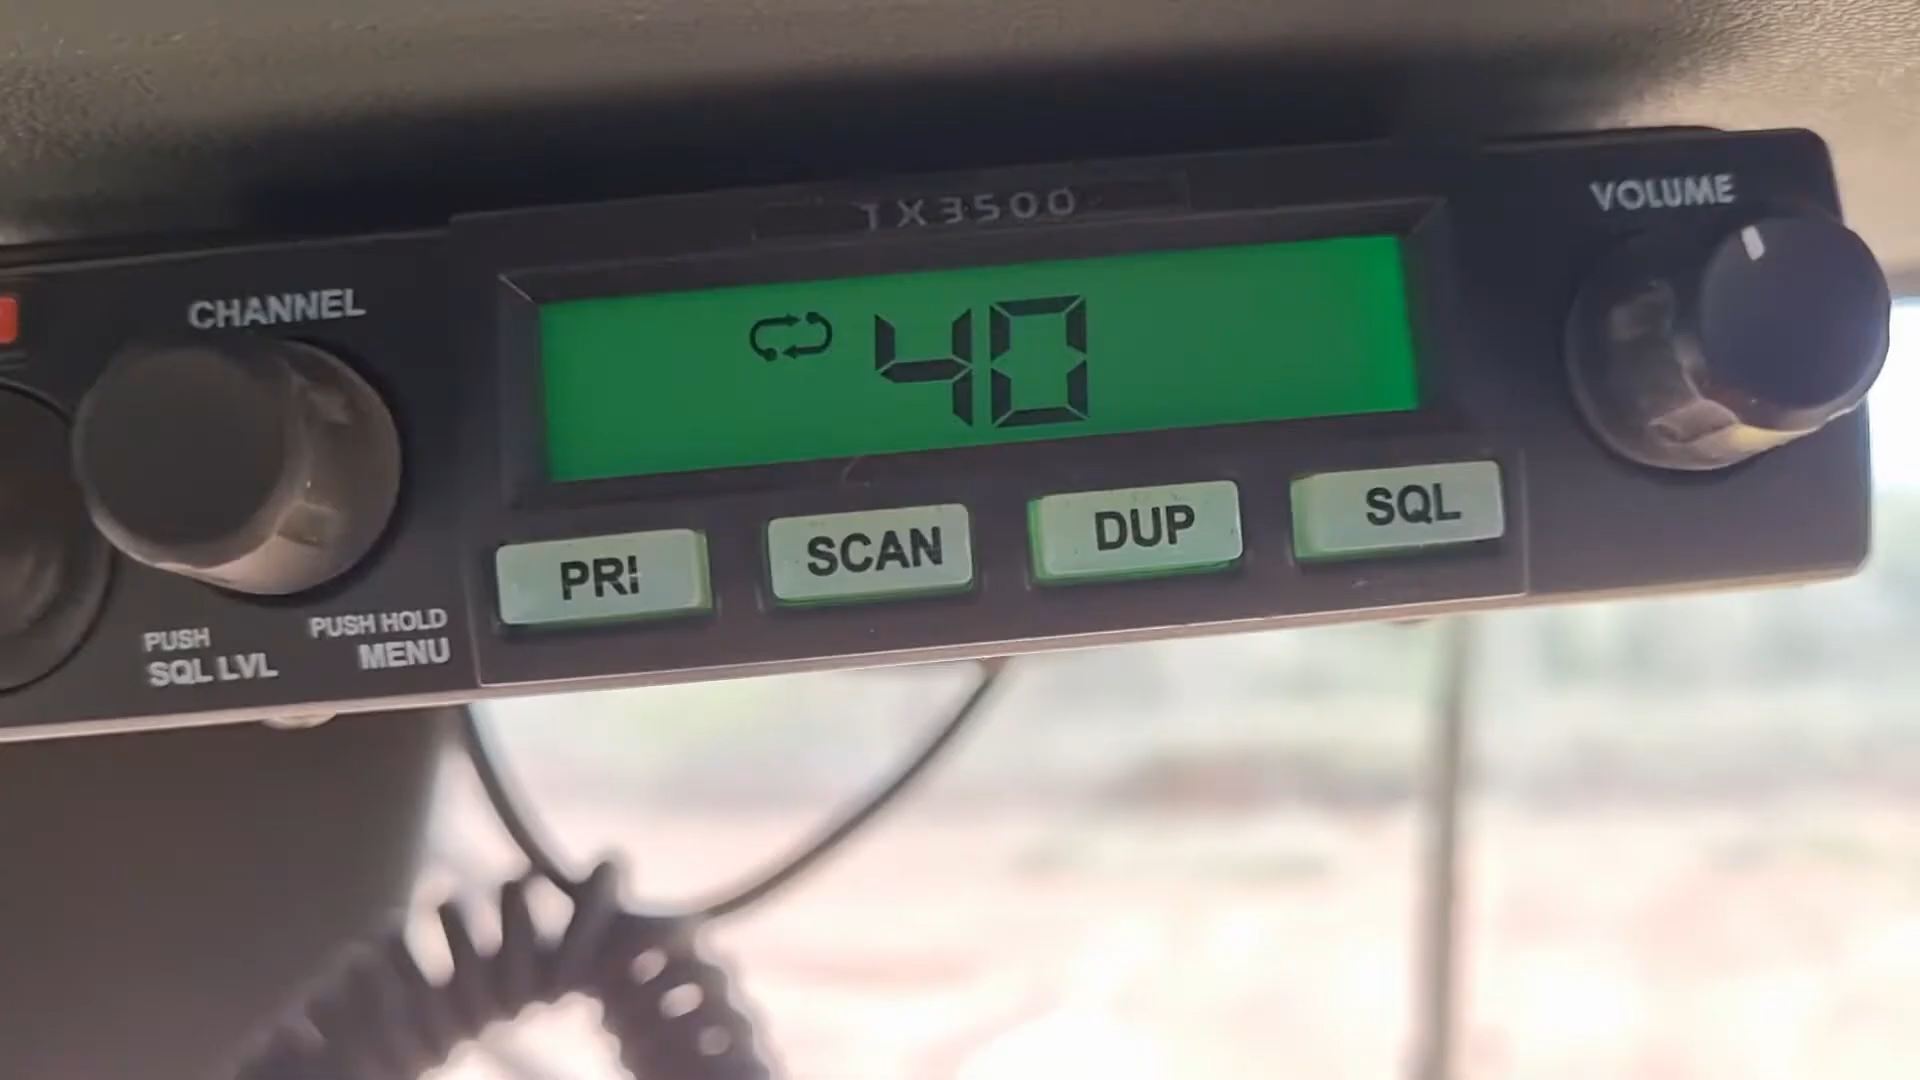 TX3500
VOLUME
CHANNEL
40
PRI
SCAN
DUP
SQL
PUSH
SQL LVL
PUSH HOLD
MENU